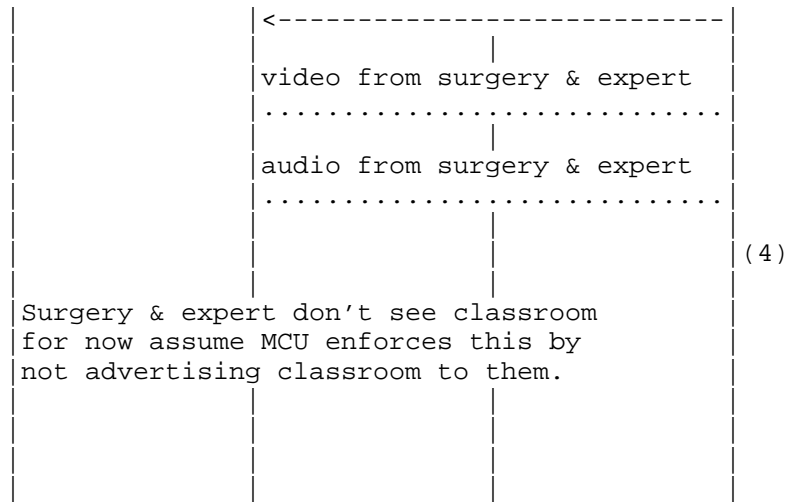 |<-----------------------------|
video from surgery & expert
.............................
audio from surgery & expert
.............................
(4)
Surgery & expert don't see classroom
for now assume MCU enforces this by
not advertising classroom to them.